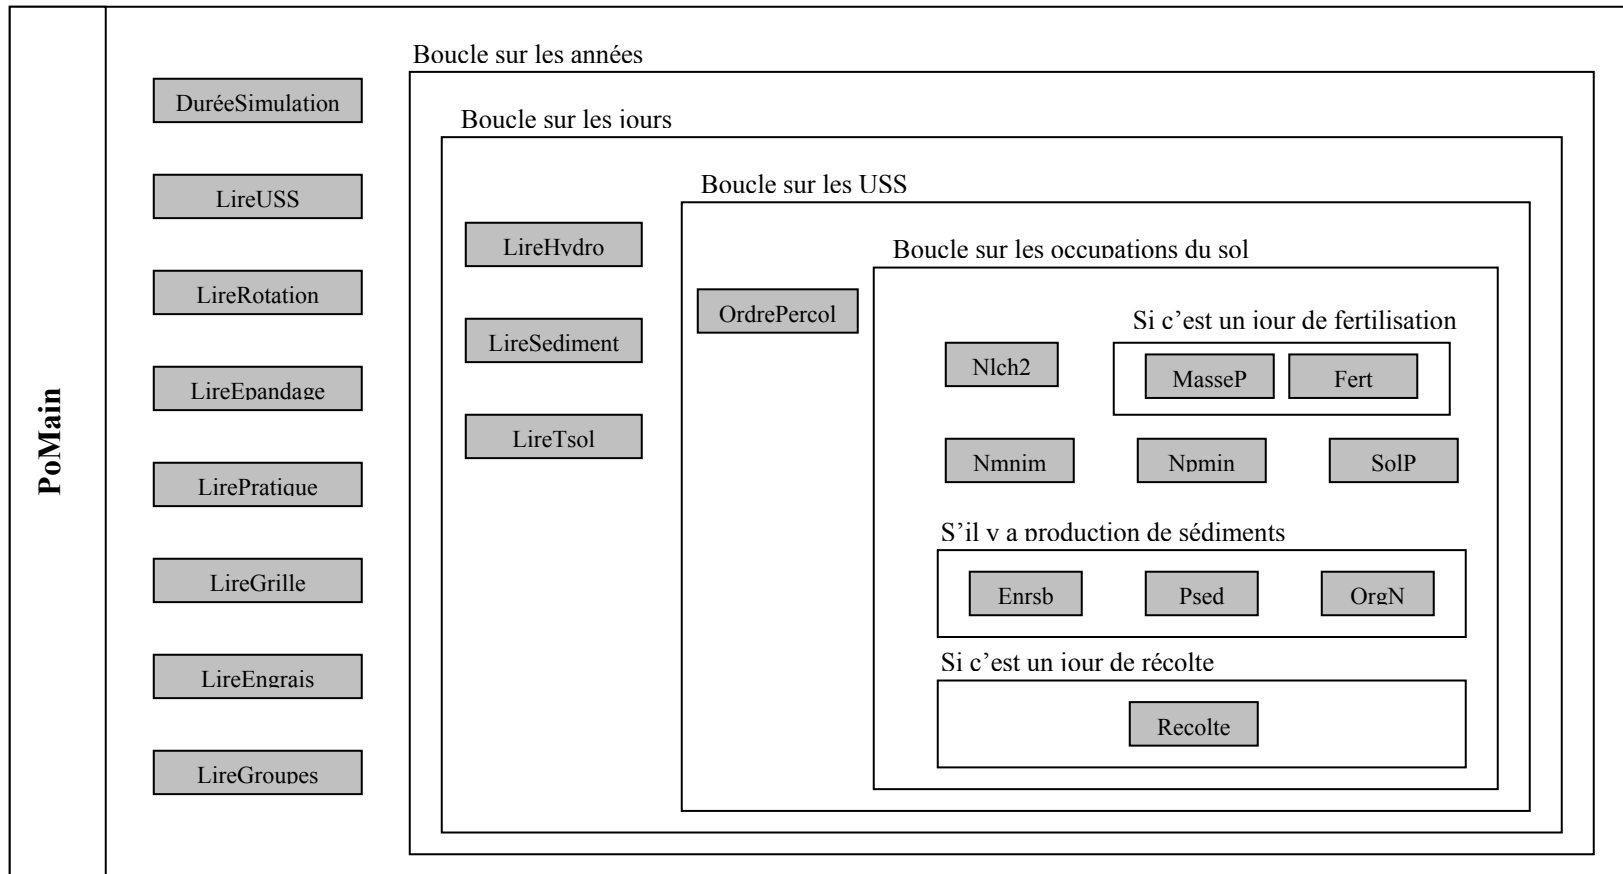 PoMain
DuréeSimulation
LireUSS
LireRotation
LireEpandage
LirePratique
LireGrille
LireEngrais
LireGroupes
Boucle sur les années
Boucle sur les jours
LireHydro
LireSediment
LireTsol
Boucle sur les USS
OrdrePercol
Boucle sur les occupations du sol
Si c’est un jour de fertilisation
Nlch2
MasseP
Fert
Nmnim
Npmin
SolP
S’il y a production de sédiments
Enrsb
Psed
OrgN
Si c’est un jour de récolte
Recolte